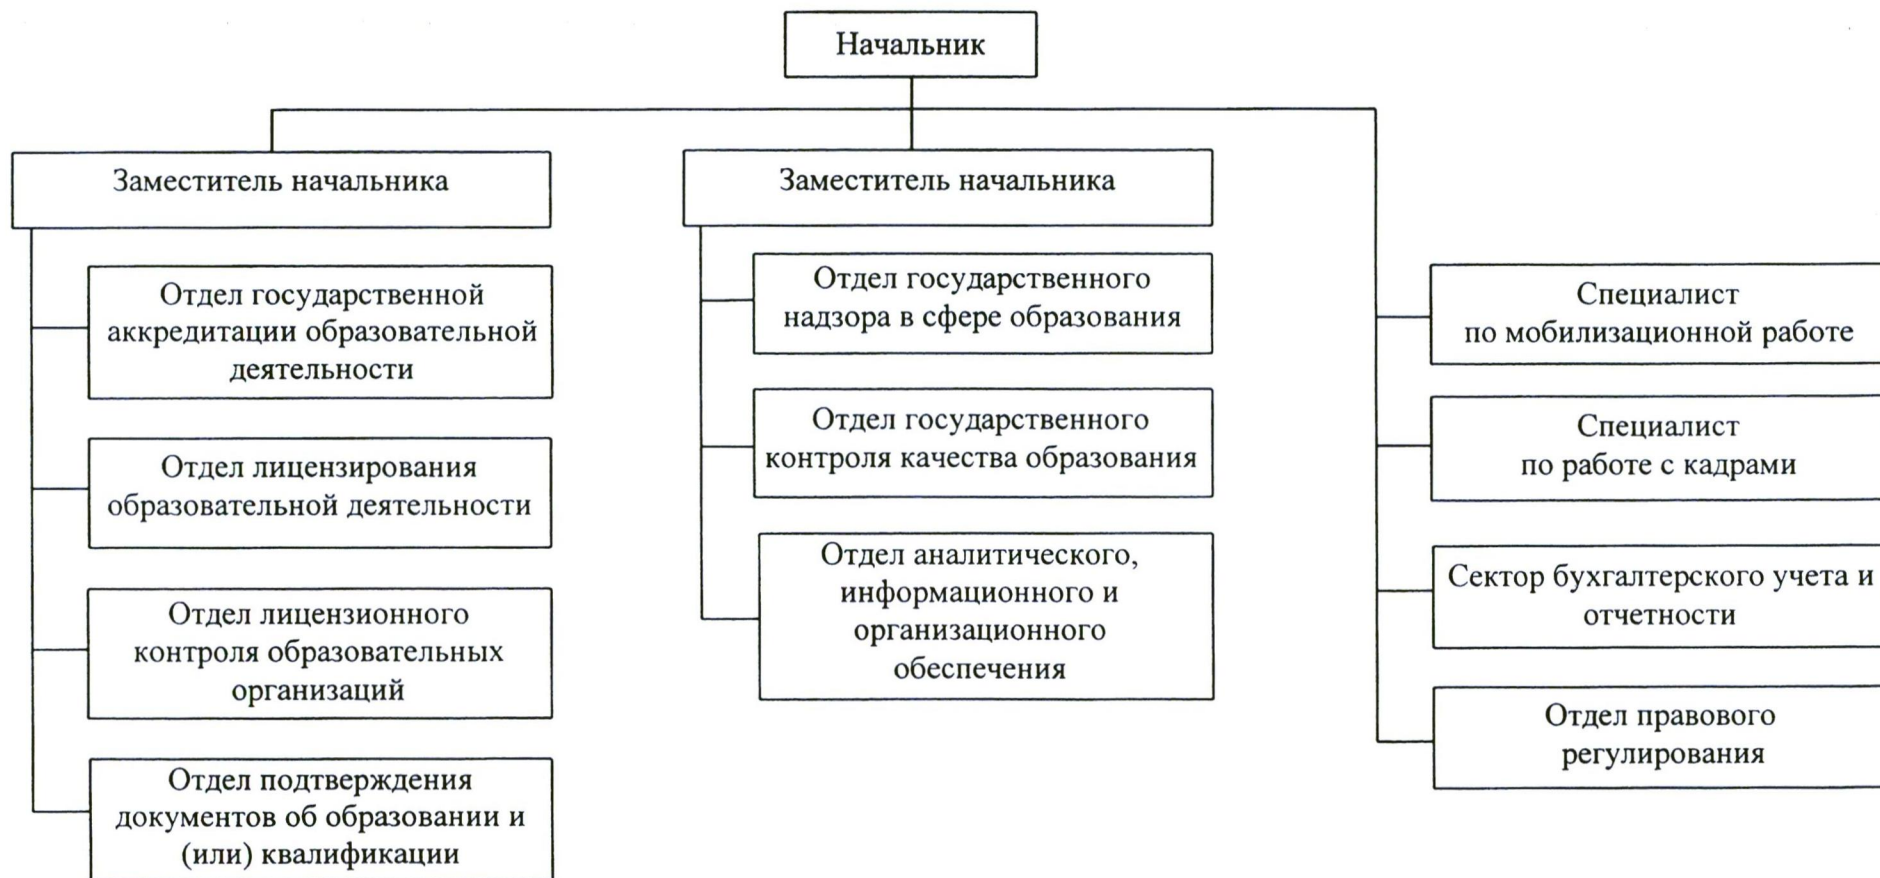 Начальник
Заместитель начальника
Отдел государственной
аккредитации образовательной
деятельности
Отдел лицензирования
образовательной деятельности
Отдел лицензионного
контроля образовательных
организаций
Отдел подтверждения
документов об образовании и
(или) квалификации
Заместитель начальника
Отдел государственного
надзора в сфере образования
Отдел государственного
контроля качества образования
Отдел аналитического,
информационного и
организационного
обеспечения
Специалист
по мобилизационной работе
Специалист
по работе с кадрами
Сектор бухгалтерского учета и
отчетности
Отдел правового
регулирования